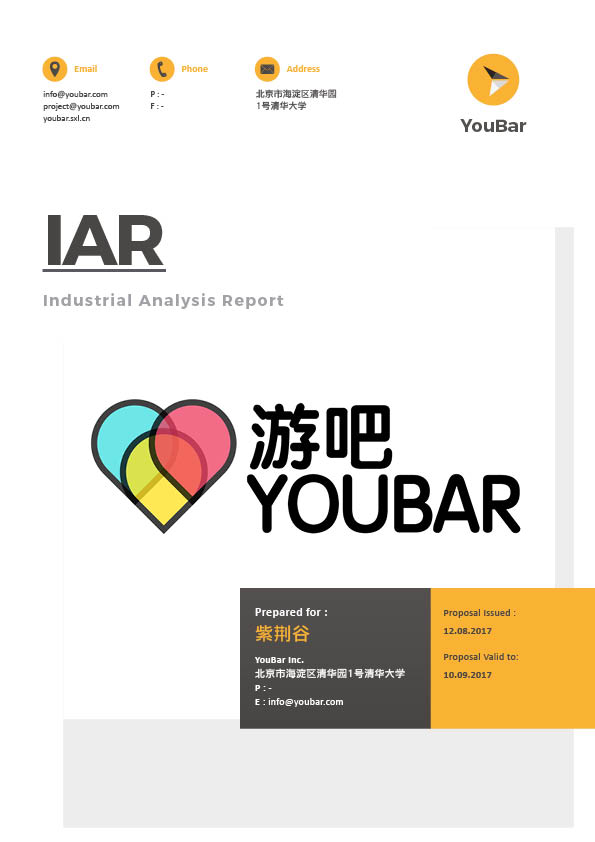 Email
info@youbar.com
project@youbar.com
youbar.sxl.cn
Phone
P : -
F : -
Address
北京市海淀区清华园
1号清华大学
YouBar
IAR
Industrial Analysis Report
游吧
YOUBAR
Prepared for :
紫荆谷
YouBar Inc.
北京市海淀区清华园1号清华大学
P : -
E : info@youbar.com
Proposal Issued :
12.08.2017
Proposal Valid to:
10.09.2017